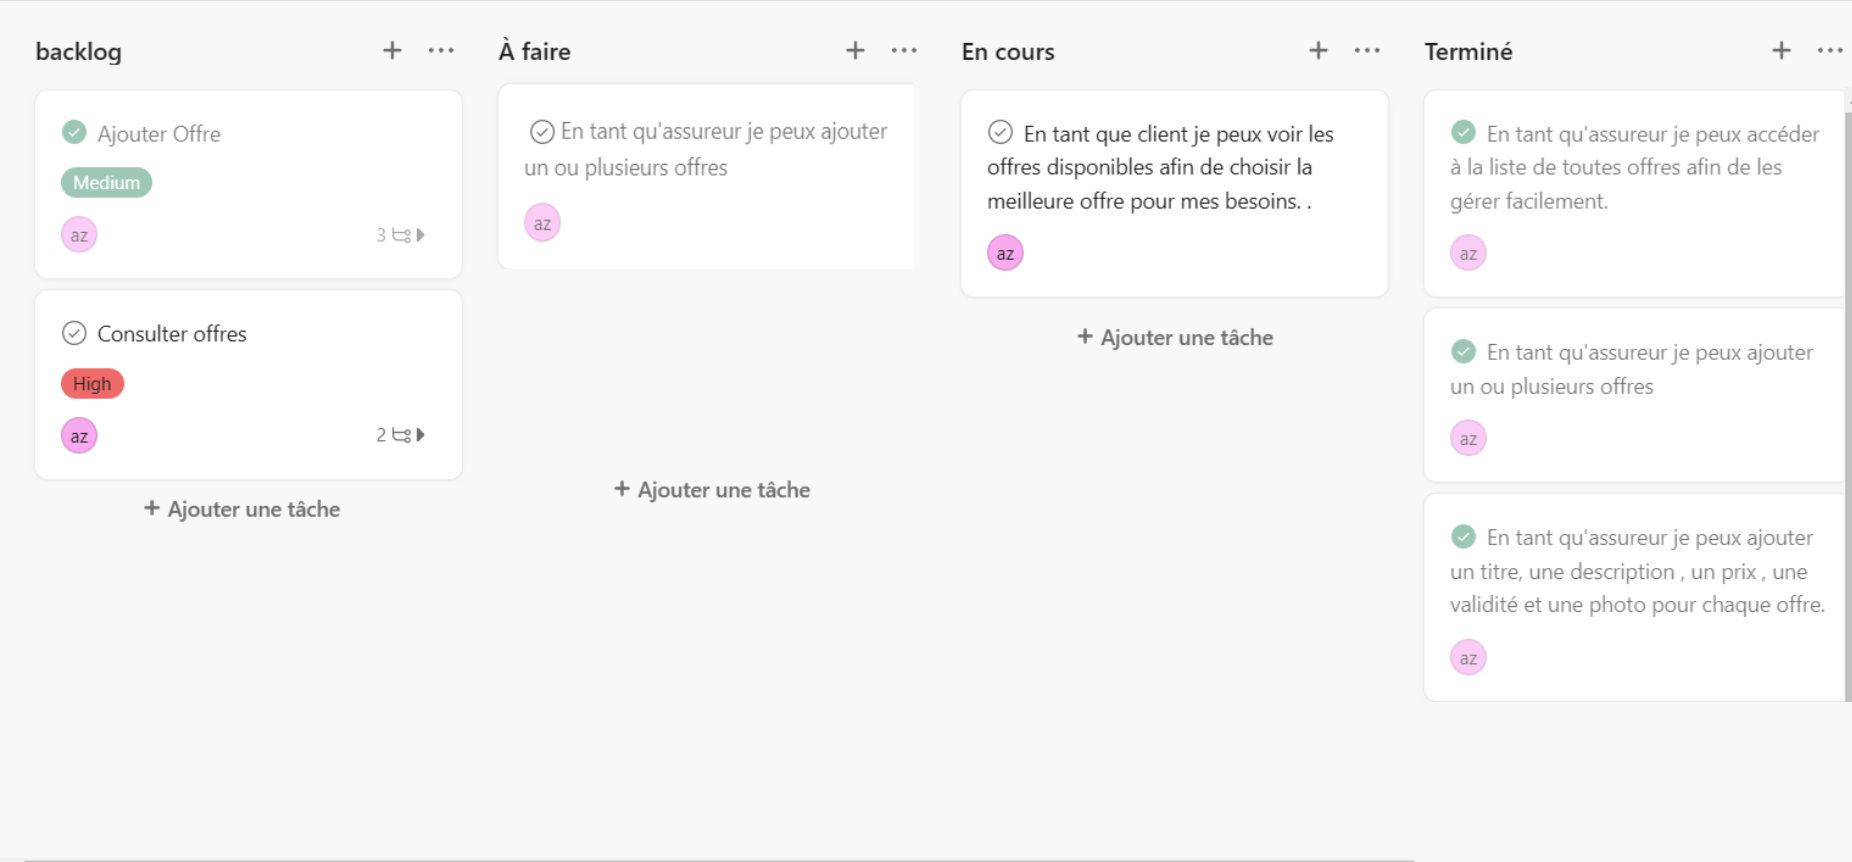 backlog
Ajouter Offre
Medium
az
3
Consulter offres
High
az
2
+ Ajouter une tâche
À faire
En tant qu'assureur je peux ajouter
un ou plusieurs offres
az
+ Ajouter une tâche
En cours
En tant que client je peux voir les
offres disponibles afin de choisir la
meilleure offre pour mes besoins. .
az
+ Ajouter une tâche
Terminé
En tant qu'assureur je peux accéder
à la liste de toutes offres afin de les
gérer facilement.
az
En tant qu'assureur je peux ajouter
un ou plusieurs offres
az
En tant qu'assureur je peux ajouter
un titre, une description , un prix , une
validité et une photo pour chaque offre.
az